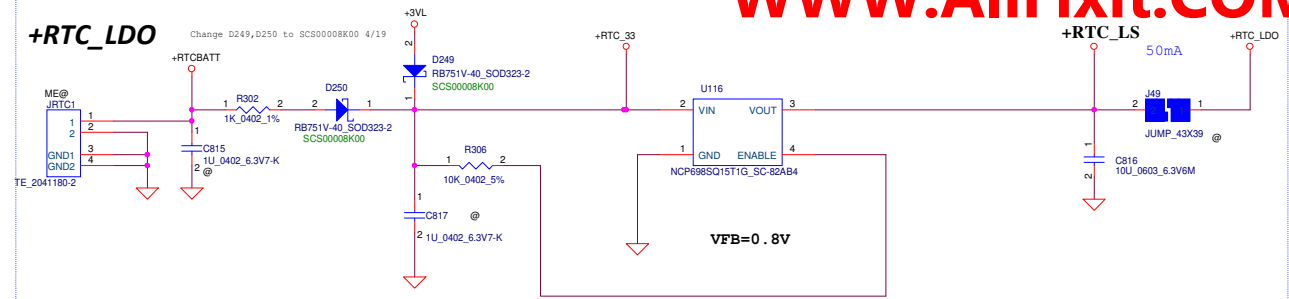 WWW.AllFixit.COM
+RTC_LDO
Change D249,D250 to SCS00008K00 4/19
+3VL
+RTCBATT
+RTC_33
+RTC_LS
50mA
+RTC_LDO
2
D249
RB751V-40_SOD323-2
SCS00008K00
1
ME@
JRTC1
1
2
GND1
GND2
1
2
3
4
TE_2041180-2
1
R302
2
1K_0402_1%
2
D250
1
RB751V-40_SOD323-2
SCS00008K00
1
C815
1U_0402_6.3V7-K
2
@
1
R306
2
10K_0402_5%
1
C817
@
2
1U_0402_6.3V7-K
U116
2
VIN
VOUT
3
1
GND
ENABLE
4
NCP698SQ15T1G_SC-82AB4
VFB=0.8V
J49
2
1
JUMP_43X39
@
1
C816
10U_0603_6.3V6M
2